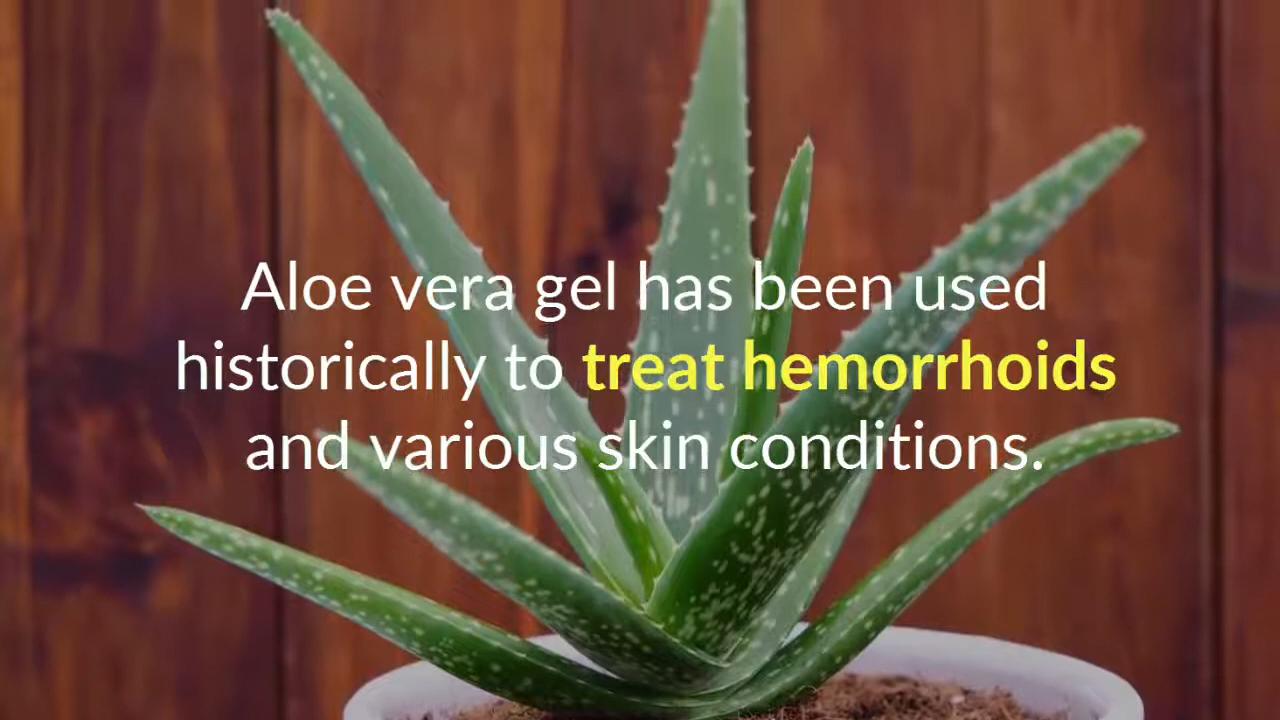 Aloe vera gel has been used
historically to treat hemorrhoids
and various skin conditions.